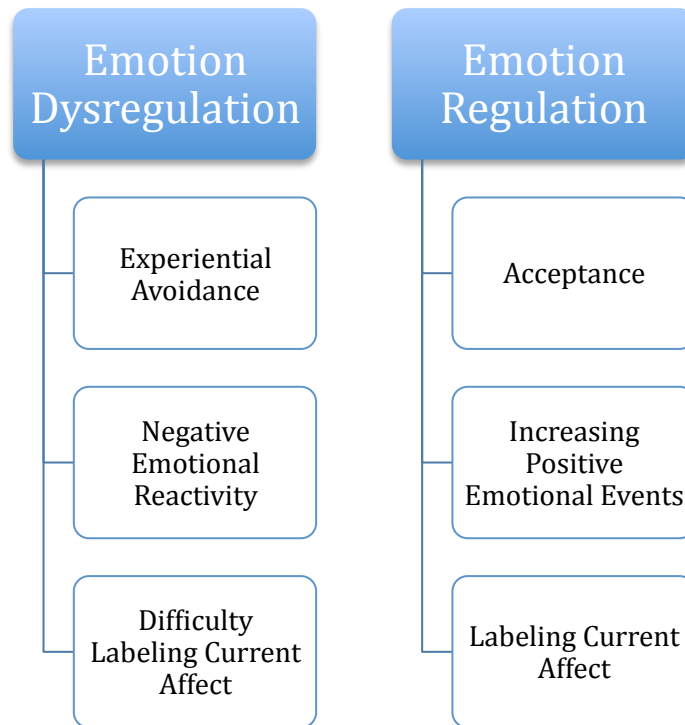 Emotion
Dysregulation
Experiential
Avoidance
Negative
Emotional
Reactivity
Difficulty
Labeling Current
Affect
Emotion
Regulation
Acceptance
Increasing
Positive
Emotional Events
Labeling Current
Affect